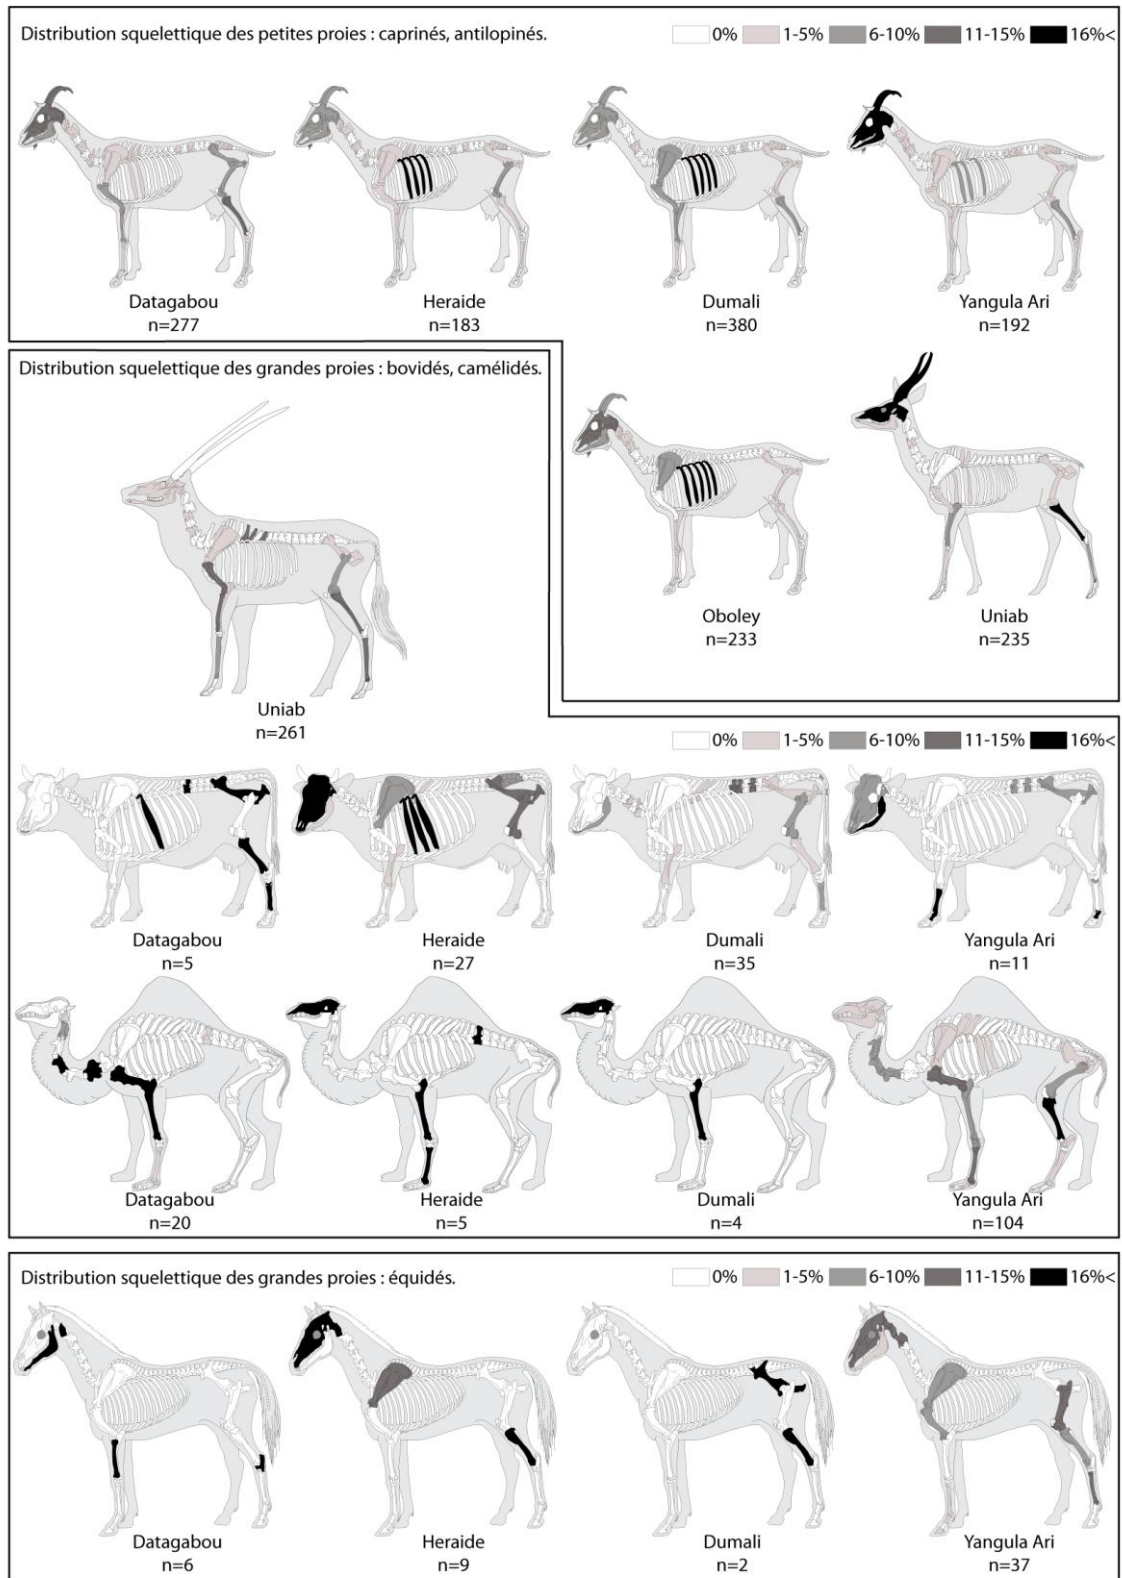 Distribution squelettique des petites proies : caprinés, antilopinés.
0% 1-5% 6-10% 11-15% 16%<
Datagabou
n=277
Heraide
n=183
Dumali
n=380
Yangula Ari
n=192
Oboley
n=233
Uniab
n=235
Distribution squelettique des grandes proies : bovidés, camélidés.
Uniab
n=261
0% 1-5% 6-10% 11-15% 16%<
Datagabou
n=5
Heraide
n=27
Dumali
n=35
Yangula Ari
n=11
Datagabou
n=20
Heraide
n=5
Dumali
n=4
Yangula Ari
n=104
Distribution squelettique des grandes proies : équidés.
0% 1-5% 6-10% 11-15% 16%<
Datagabou
n=6
Heraide
n=9
Dumali
n=2
Yangula Ari
n=37